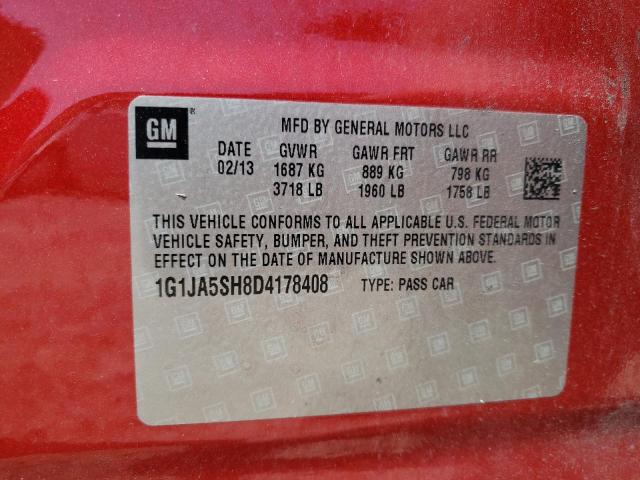 GM
MFD BY GENERAL MOTORS LLC
DATE GVWR GAWR FRT GAWR RR
02/13 1687 KG 889 KG 798 KG
3718 LB 1960 LB 1758 LB
THIS VEHICLE CONFORMS TO ALL APPLICABLE U.S. FEDERAL MOTOR
VEHICLE SAFETY, BUMPER, AND THEFT PREVENTION STANDARDS IN
EFFECT ON THE DATE OF MANUFACTURE SHOWN ABOVE.
1G1JA5SH8D4178408 TYPE: PASS CAR